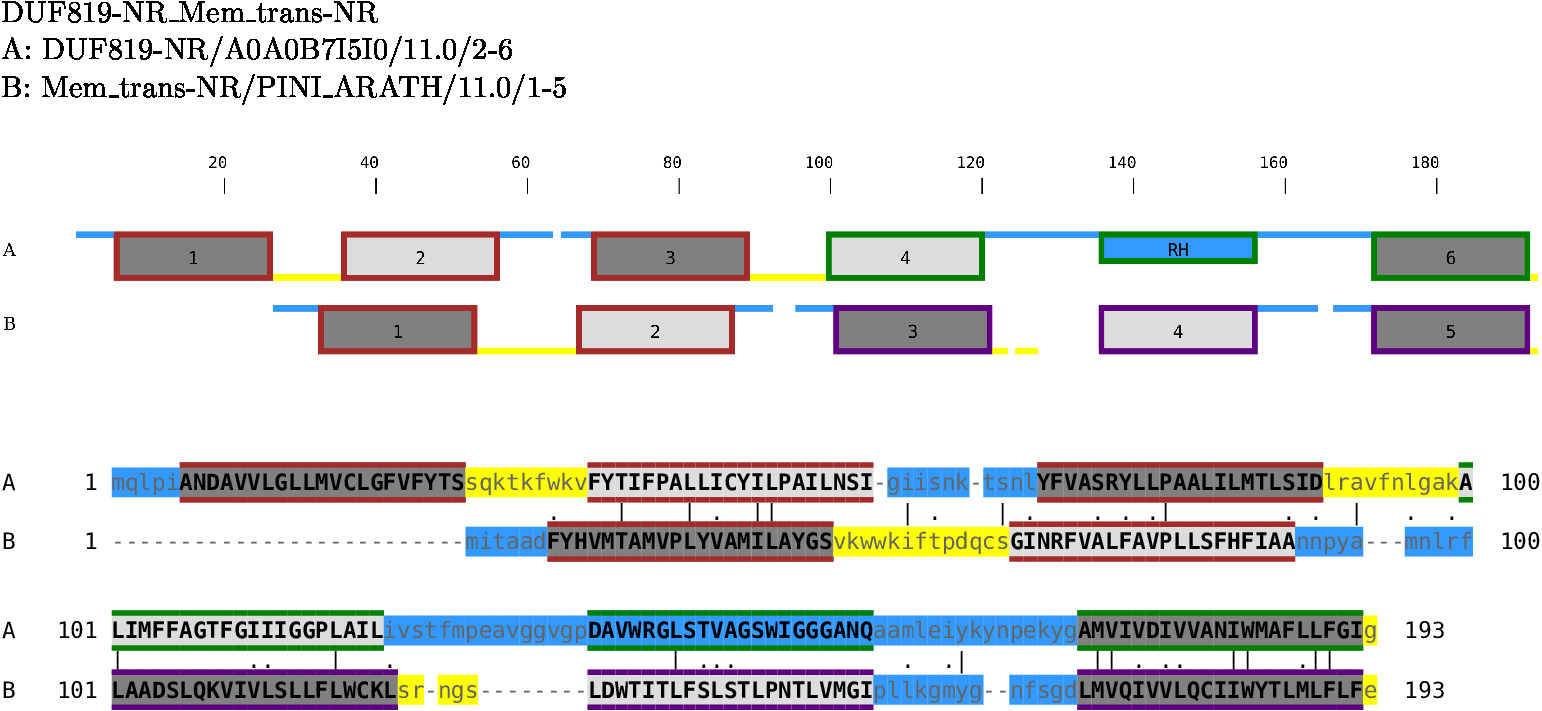 DUF819-NR_Mem_trans-NR
A: DUF819-NR/A0A0B7I5I0/11.0/2-6
B: Mem_trans-NR/PINI_ARATH/11.0/1-5
20 40 60 80 100 120 140 160 180
A 1 2 3 4 RH 6
B 1 2 3 4 5
A 1 mqlpiANDAVVLGLLMVCLGFVFYTSsqktkfwkvFYTIFPALLICYILPAILNSI-giisnk-tsnlYFVASRYLLPAALILMTLSIDlravfnlgakA 100
B 1 --------------------------mitaadFYHVMTAMVPLYVAMILAYGSvkwwkiftpdqcsGINRFVALFAVPLLSFHFIAAnnpya---mnlrf 100
A 101 LIMFFAGTFGIIIGGPLAILivstfmpeavggvgpDAVWRGLSTVAGSWIGGGANQaamleiykynpekygAMVIVDIVVANIWMAFLLFGIg 193
B 101 LAADSLQKVIVLSLLFLWCKLsr-ngs--------LDWTITLFSLSTLPNTLVMGIpllkgmyg--nfsgdLMVQIVVLQCIIWYTLMLFLFe 193